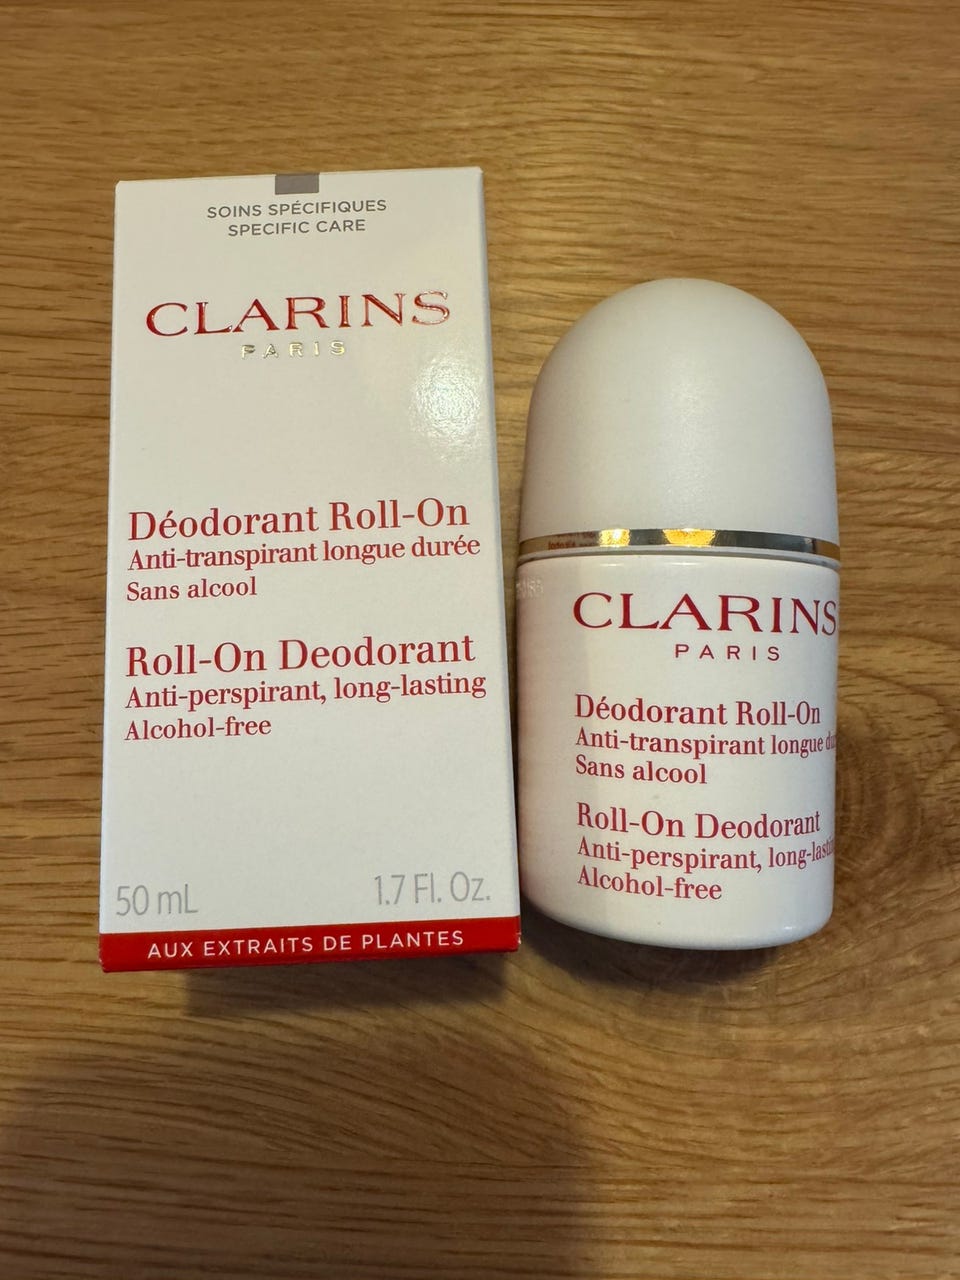 SOINS SPÉCIFIQUES
SPECIFIC CARE
CLARINS
PARIS
Déodorant Roll-On
Anti-transpirant longue durée
Sans alcool
Roll-On Deodorant
Anti-perspirant, long-lasting
Alcohol-free
50 mL 1.7 Fl. Oz.
AUX EXTRAITS DE PLANTES
CLARINS
PARIS
Déodorant Roll-On
Anti-transpirant longue
Sans alcool
Roll-On Deodorant
Anti-perspirant,
Alcohol-free